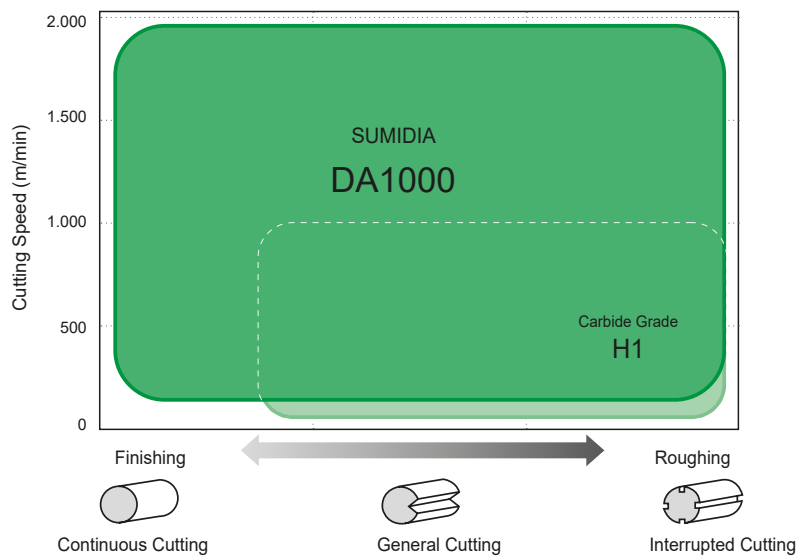 2.000
1.500
1.000
500
0
Cutting Speed (m/min)
SUMIDIA
DA1000
Carbide Grade
H1
Finishing
Roughing
Continuous Cutting
General Cutting
Interrupted Cutting